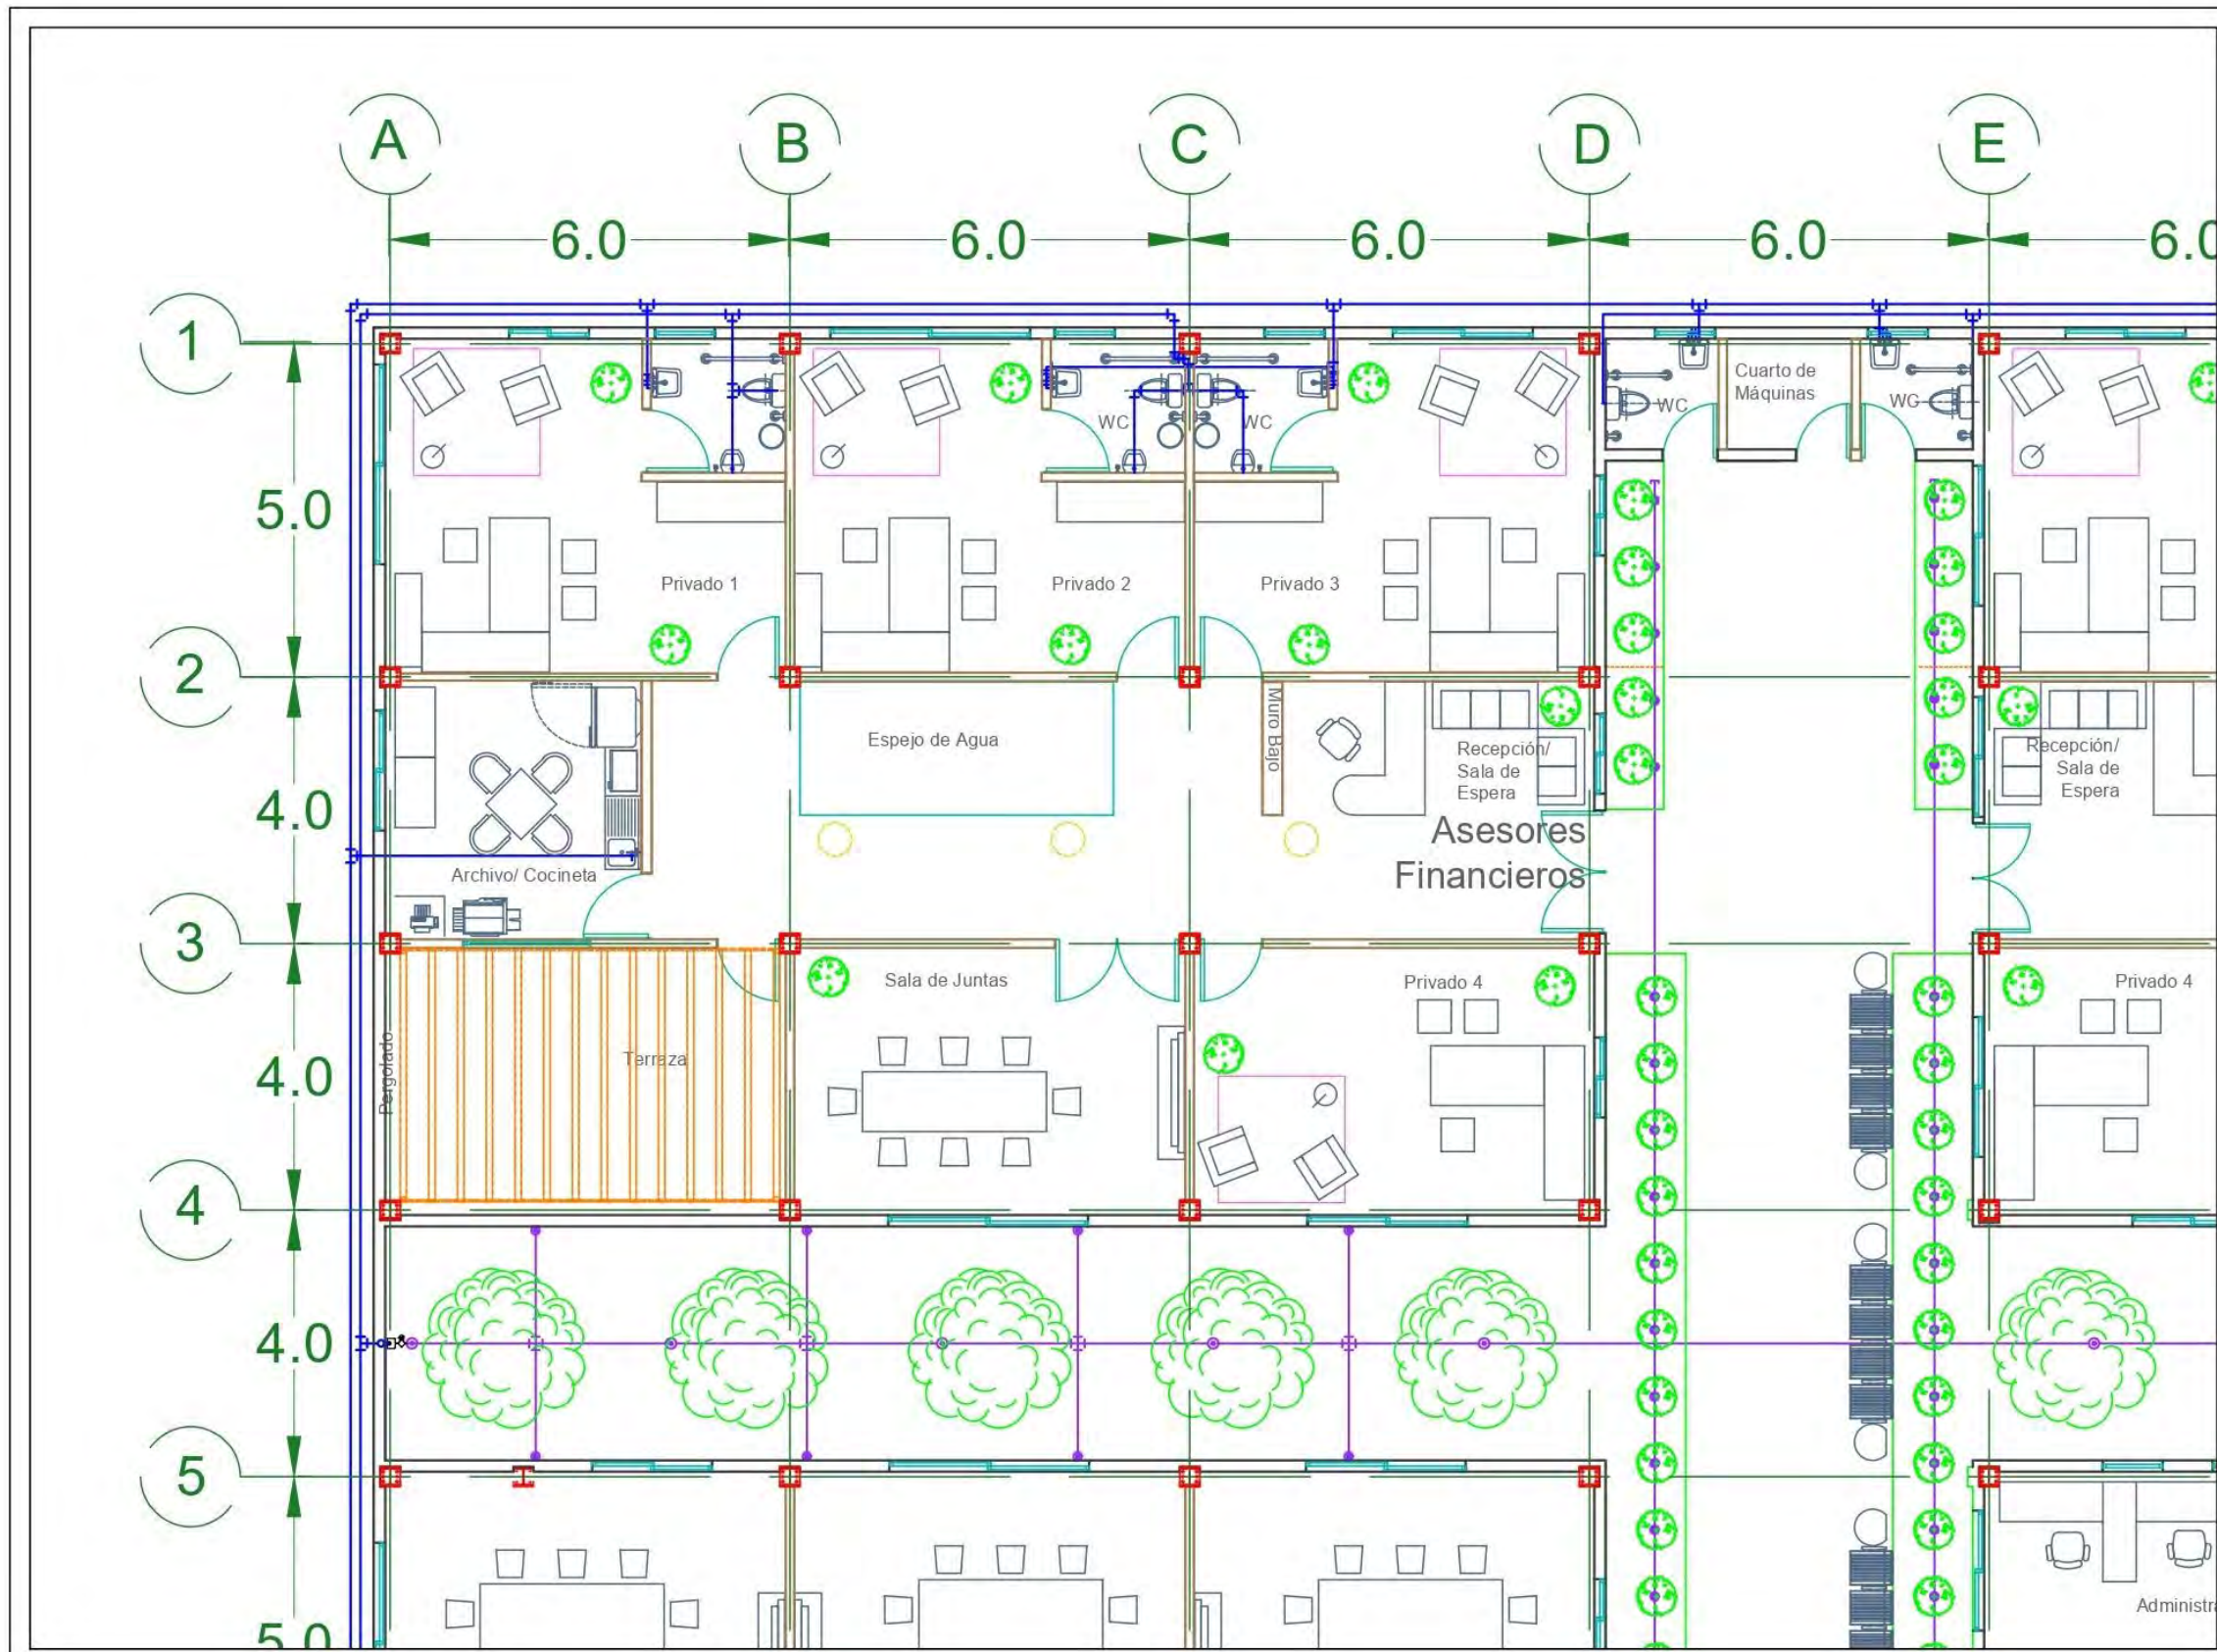 A B C D E
6.0 6.0 6.0 6.0 6.0
1
Cuarto de
Máquinas
WC WC WC WC
5.0
Privado 1 Privado 2 Privado 3
2
Muro Bajo
Espejo de Agua
Recepción/
Sala de
Espera
Recepción/
Sala de
Espera
4.0
Asesores
Financieros
Archivo/ Cocineta
3
Sala de Juntas
Privado 4
Privado 4
Pergolado
Terraza
4.0
4
4.0
5
Administra
5.0